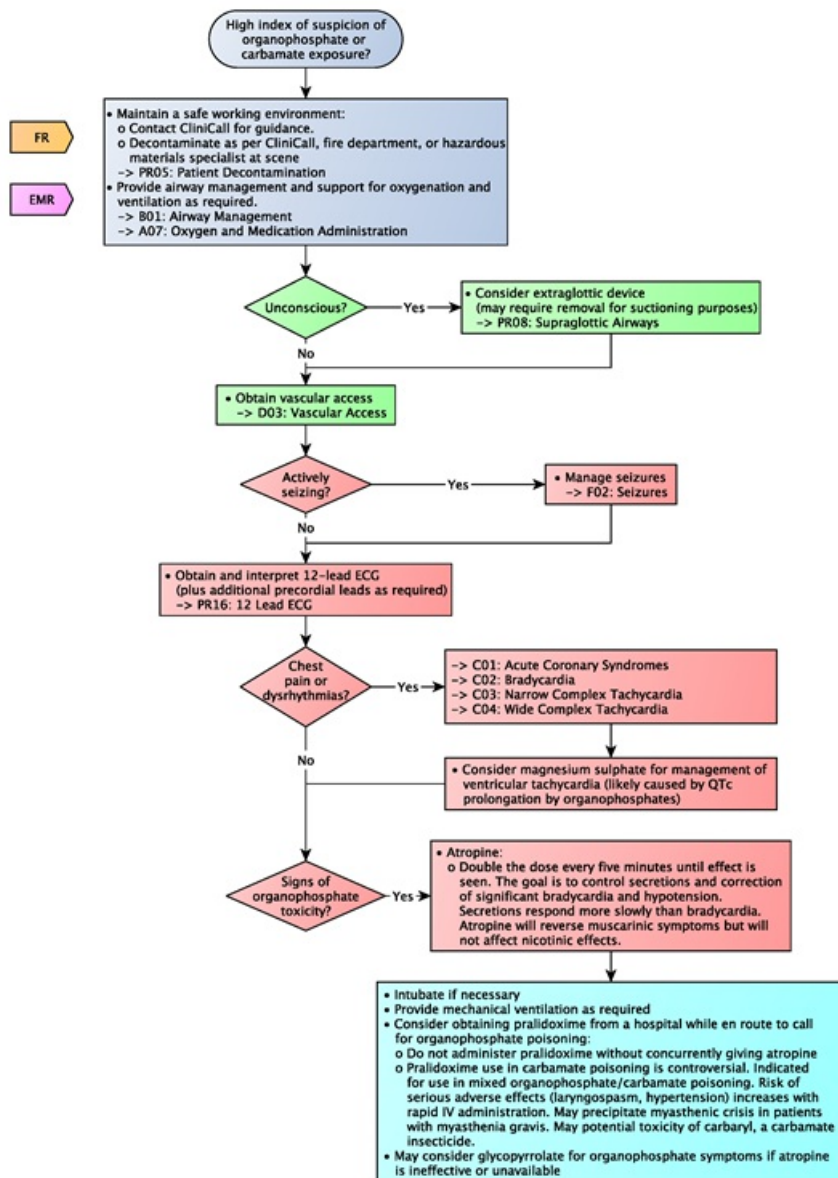 High index of suspicion of
organophosphate or
carbamate exposure?
FR
EMR
• Maintain a safe working environment:
o Contact CliniCall for guidance.
o Decontaminate as per CliniCall, fire department, or hazardous
materials specialist at scene
-> PR05: Patient Decontamination
• Provide airway management and support for oxygenation and
ventilation as required.
-> B01: Airway Management
-> A07: Oxygen and Medication Administration
Unconscious?
Yes
• Consider extraglottic device
(may require removal for suctioning purposes)
-> PR08: Supraglottic Airways
No
• Obtain vascular access
-> D03: Vascular Access
Actively
seizing?
Yes
• Manage seizures
-> F02: Seizures
No
• Obtain and interpret 12-lead ECG
(plus additional precordial leads as required)
-> PR16: 12 Lead ECG
Chest
pain or
dysrhythmias?
Yes
-> C01: Acute Coronary Syndromes
-> C02: Bradycardia
-> C03: Narrow Complex Tachycardia
-> C04: Wide Complex Tachycardia
No
• Consider magnesium sulphate for management of
ventricular tachycardia (likely caused by QTc
prolongation by organophosphates)
Signs of
organophosphate
toxicity?
Yes
• Atropine:
o Double the dose every five minutes until effect is
seen. The goal is to control secretions and correction
of significant bradycardia and hypotension.
Secretions respond more slowly than bradycardia.
Atropine will reverse muscarinic symptoms but will
not affect nicotinic effects.
• Intubate if necessary
• Provide mechanical ventilation as required
• Consider obtaining pralidoxime from a hospital while en route to call
for organophosphate poisoning:
o Do not administer pralidoxime without concurrently giving atropine
o Pralidoxime use in carbamate poisoning is controversial. Indicated
for use in mixed organophosphate/carbamate poisoning. Risk of
serious adverse effects (laryngospasm, hypertension) increases with
rapid IV administration. May precipitate myasthenic crisis in patients
with myasthenia gravis. May potential toxicity of carbaryl, a carbamate
insecticide.
• May consider glycopyrrolate for organophosphate symptoms if atropine
is ineffective or unavailable